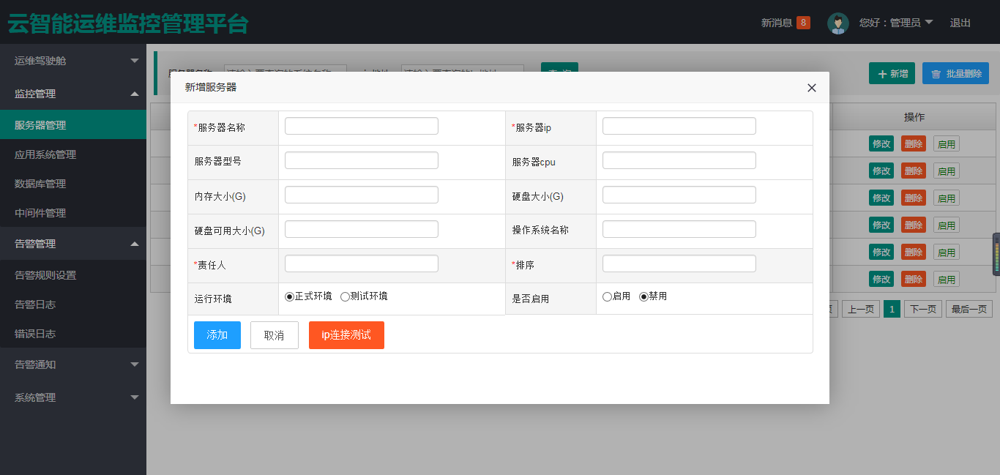 云智能运维监控管理平台
新消息 8 您好：管理员 退出
运维驾驶舱
监控管理
服务器管理
应用系统管理
数据库管理
中间件管理
告警管理
告警规则设置
告警日志
错误日志
告警通知
系统管理
新增 批量删除
新增服务器
*服务器名称 *服务器ip
服务器型号 服务器cpu
内存大小(G) 硬盘大小(G)
硬盘可用大小(G) 操作系统名称
*责任人 *排序
运行环境 正式环境 测试环境 是否启用 启用 禁用
添加 取消 ip连接测试
操作
修改 删除 启用
修改 删除 启用
修改 删除 启用
修改 删除 启用
修改 删除 启用
修改 删除 启用
上一页 1 下一页 最后一页